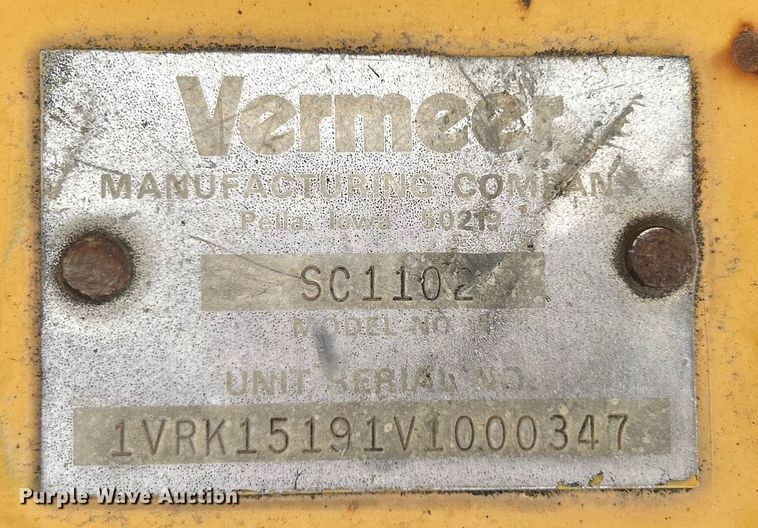 Vermeer
MANUFACTURING COMPANY
Pella, Iowa 50219
SC1102
MODEL NO.
UNIT SERIAL NO.
1VRK15191V1000347
Purple Wave Auction